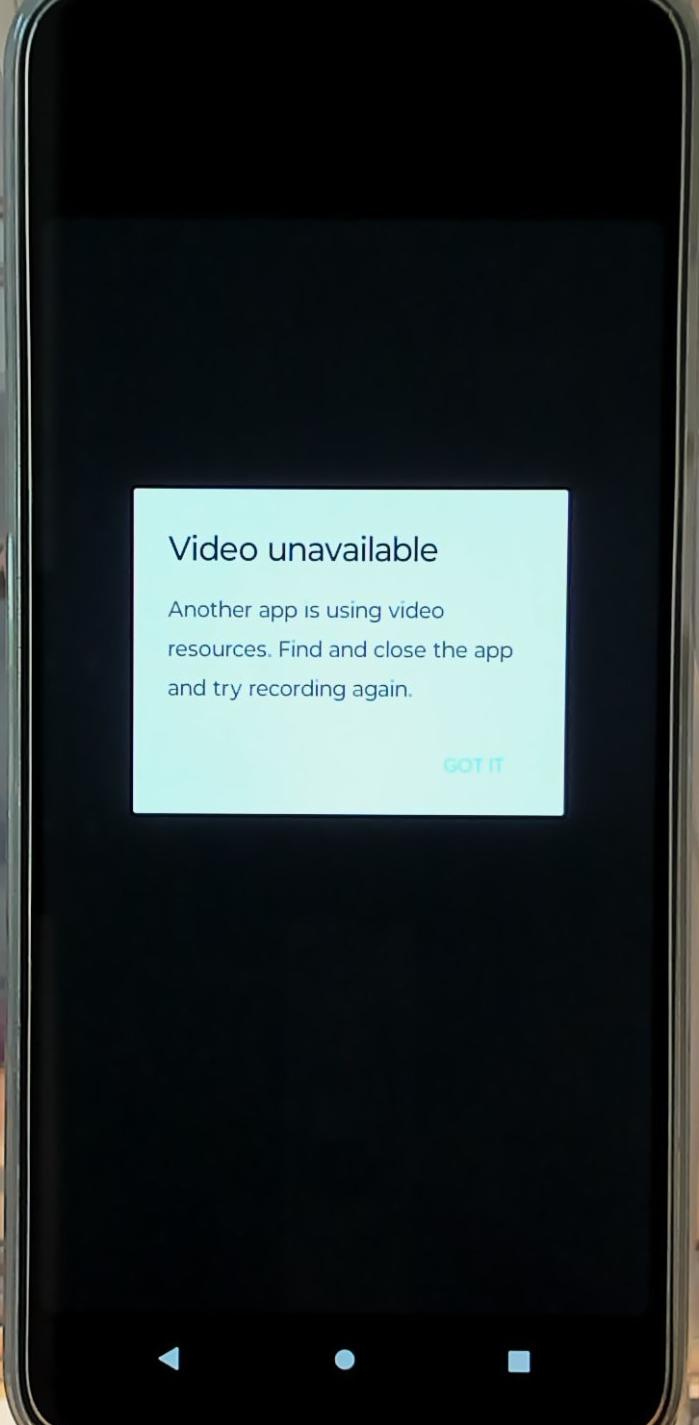 Video unavailable
Another app is using video
resources. Find and close the app
and try recording again.
GOT IT